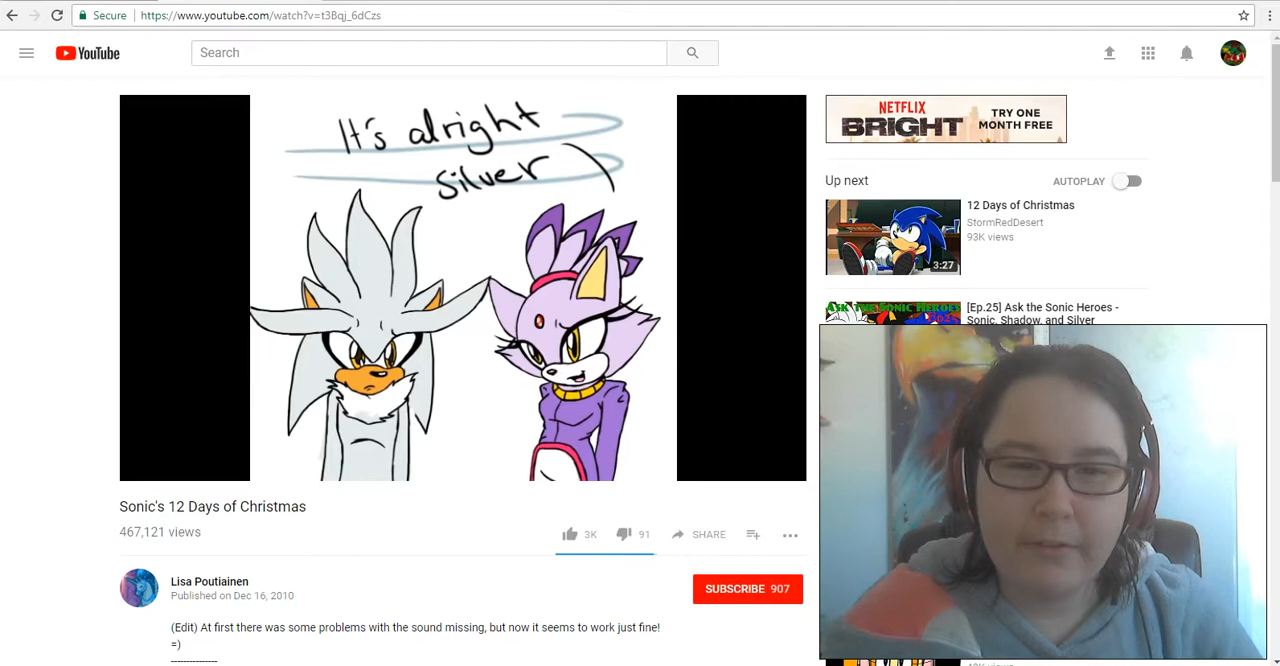 Secure
https://www.youtube.com/watch?v=t3Bqj_6dCzs
YouTube
Search
It's alright
silver
NETFLIX
BRIGHT
TRY ONE
MONTH FREE
Up next
AUTOPLAY
12 Days of Christmas
StormRedDesert
93K views
3:27
ASK THE SONIC HEROES
[Ep.25] Ask the Sonic Heroes -
Sonic, Shadow, and Silver
Sonic's 12 Days of Christmas
467,121 views
3K
91
SHARE
Lisa Poutiainen
Published on Dec 16, 2010
SUBSCRIBE 907
(Edit) At first there was some problems with the sound missing, but now it seems to work just fine!
=)
---------------